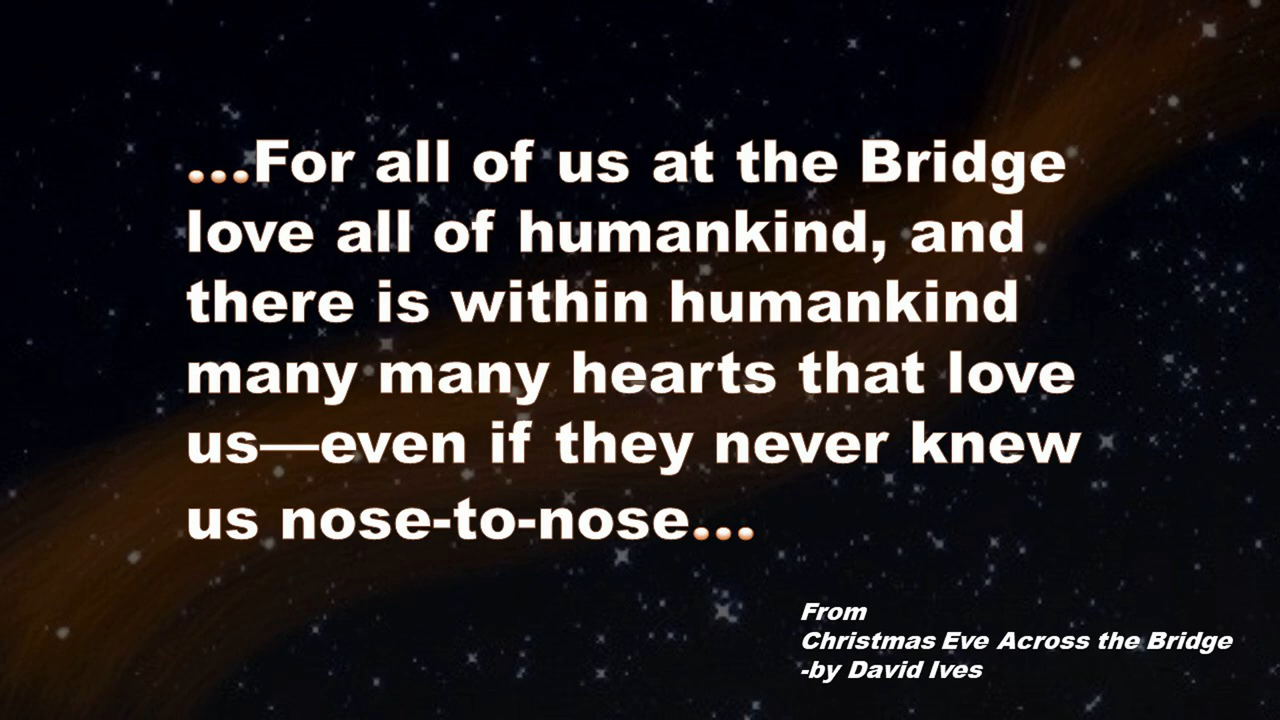 ...For all of us at the Bridge
love all of humankind, and
there is within humankind
many many hearts that love
us—even if they never knew
us nose-to-nose...
From
Christmas Eve Across the Bridge
-by David Ives